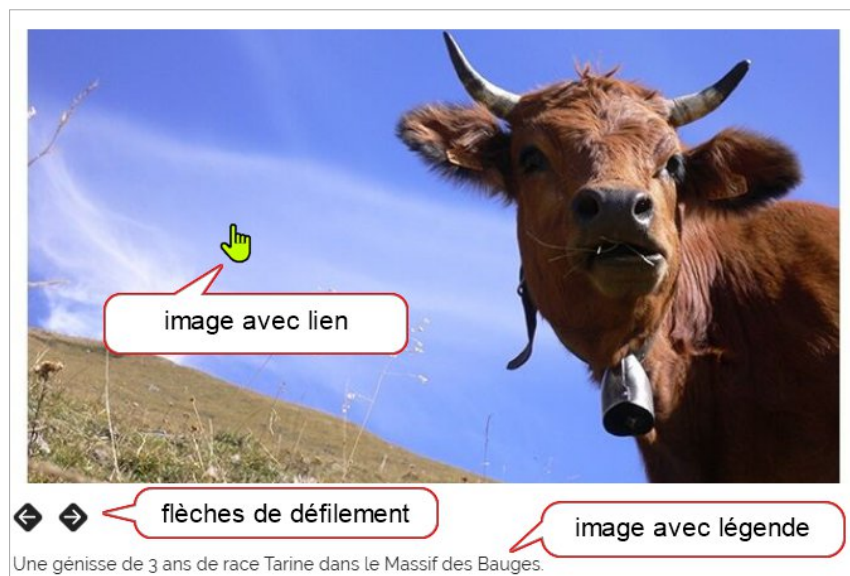 image avec lien
flèches de défilement
image avec légende
Une génisse de 3 ans de race Tarine dans le Massif des Bauges.